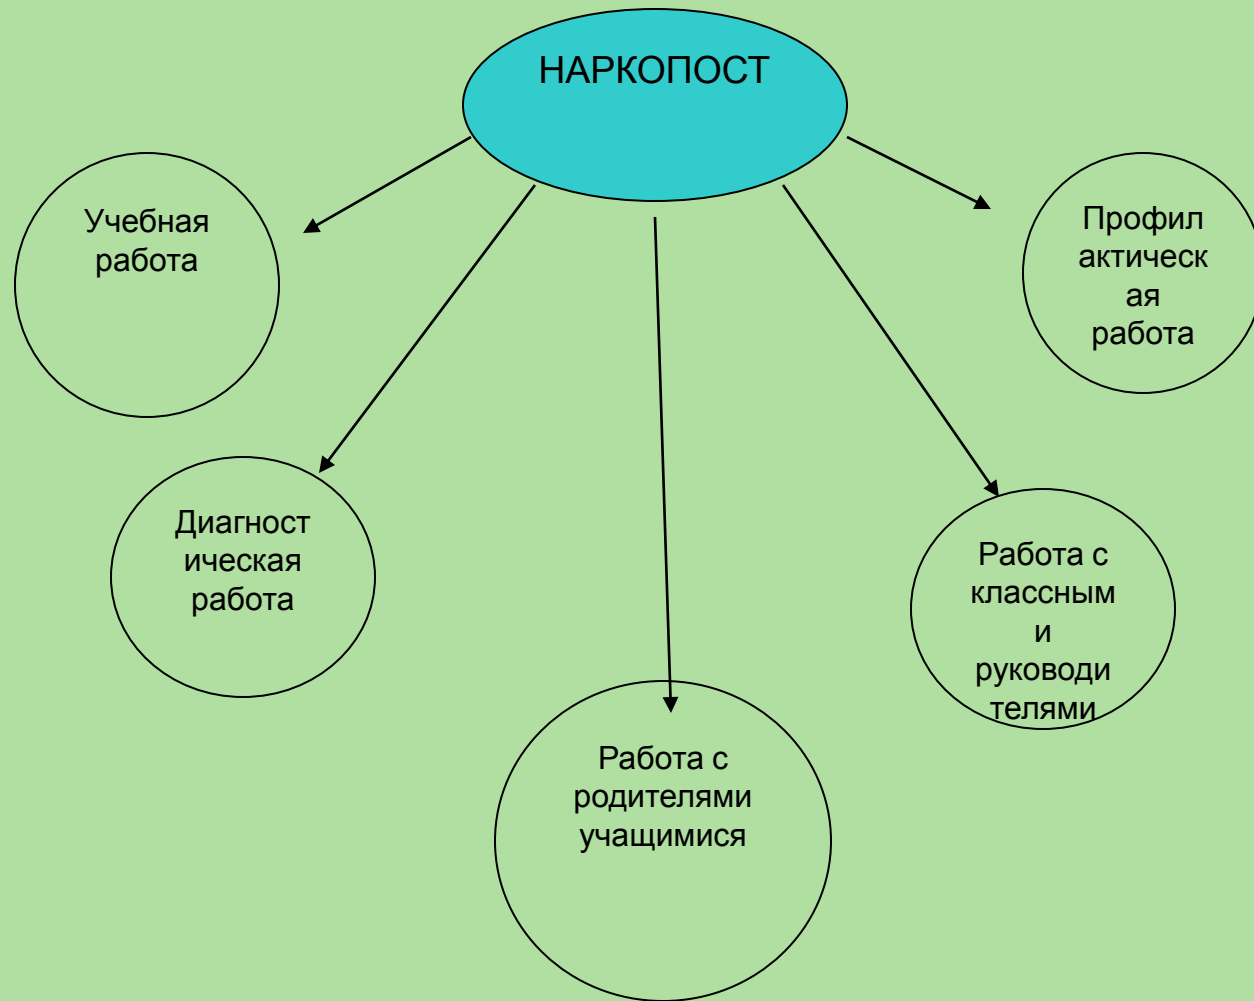 НАРКОПОСТ
Учебная
работа
Профил
актическ
ая
работа
Диагност
ическая
работа
Работа с
классным
и
руководи
телями
Работа с
родителями
учащимися